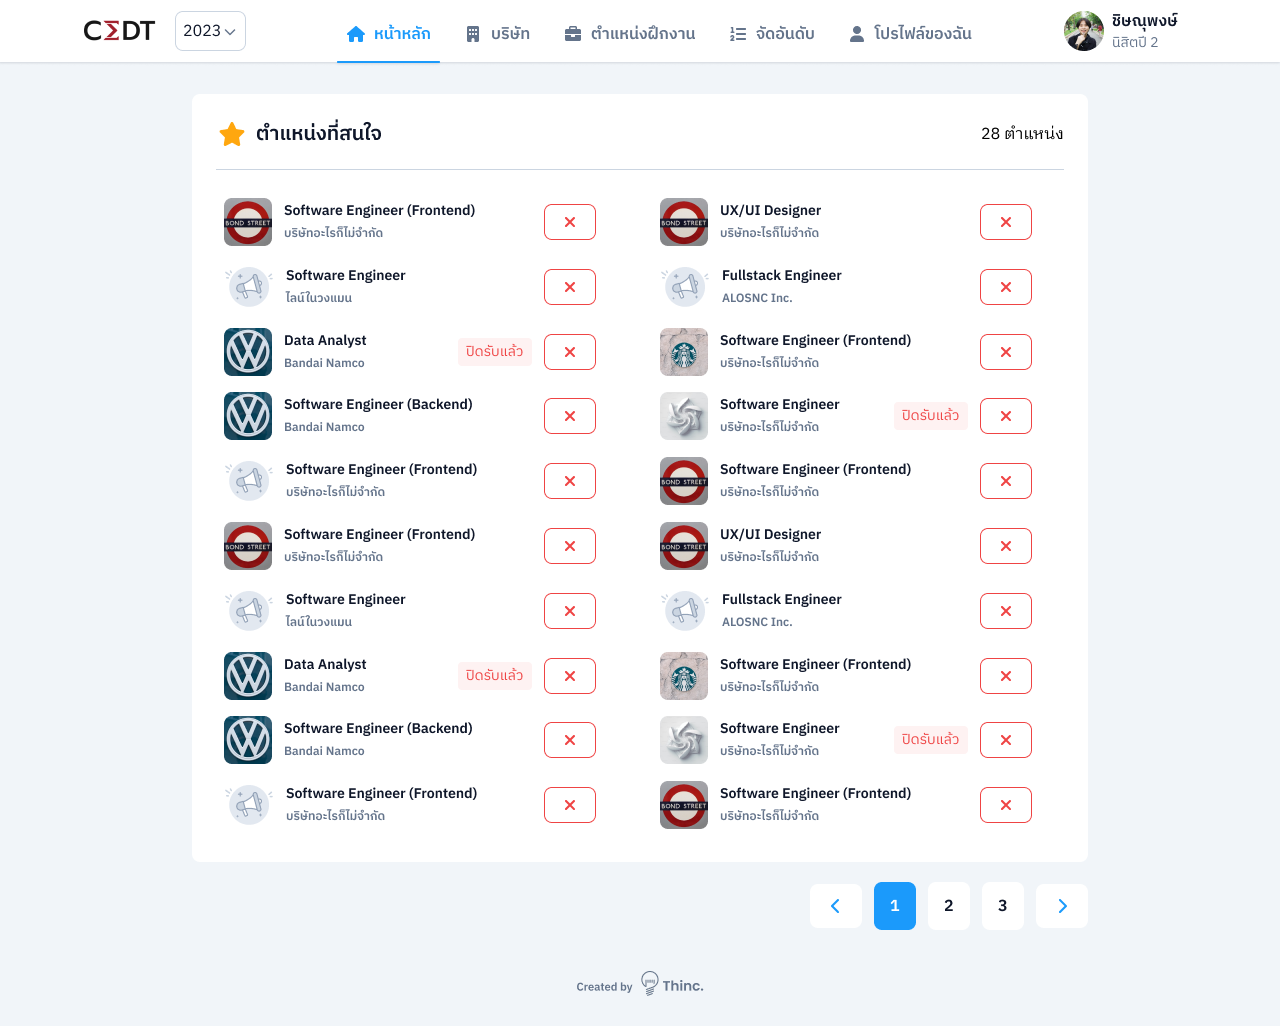 CΣDT
2023
หน้าหลัก
บริษัท
ตำแหน่งฝึกงาน
จัดอันดับ
โปรไฟล์ของฉัน
ชิษณุพงษ์
นิสิตปี 2
ตำแหน่งที่สนใจ
28 ตำแหน่ง
BOND STREET
Software Engineer (Frontend)
บริษัทอะไรก็ไม่จำกัด
BOND STREET
UX/UI Designer
บริษัทอะไรก็ไม่จำกัด
Software Engineer
ไลน์ในวงแมน
Fullstack Engineer
ALOSNC Inc.
Data Analyst
Bandai Namco
ปิดรับแล้ว
Software Engineer (Frontend)
บริษัทอะไรก็ไม่จำกัด
Software Engineer (Backend)
Bandai Namco
Software Engineer
บริษัทอะไรก็ไม่จำกัด
ปิดรับแล้ว
Software Engineer (Frontend)
บริษัทอะไรก็ไม่จำกัด
BOND STREET
Software Engineer (Frontend)
บริษัทอะไรก็ไม่จำกัด
BOND STREET
Software Engineer (Frontend)
บริษัทอะไรก็ไม่จำกัด
BOND STREET
UX/UI Designer
บริษัทอะไรก็ไม่จำกัด
Software Engineer
ไลน์ในวงแมน
Fullstack Engineer
ALOSNC Inc.
Data Analyst
Bandai Namco
ปิดรับแล้ว
Software Engineer (Frontend)
บริษัทอะไรก็ไม่จำกัด
Software Engineer (Backend)
Bandai Namco
Software Engineer
บริษัทอะไรก็ไม่จำกัด
ปิดรับแล้ว
Software Engineer (Frontend)
บริษัทอะไรก็ไม่จำกัด
BOND STREET
Software Engineer (Frontend)
บริษัทอะไรก็ไม่จำกัด
1 2 3
Created by Thinc.